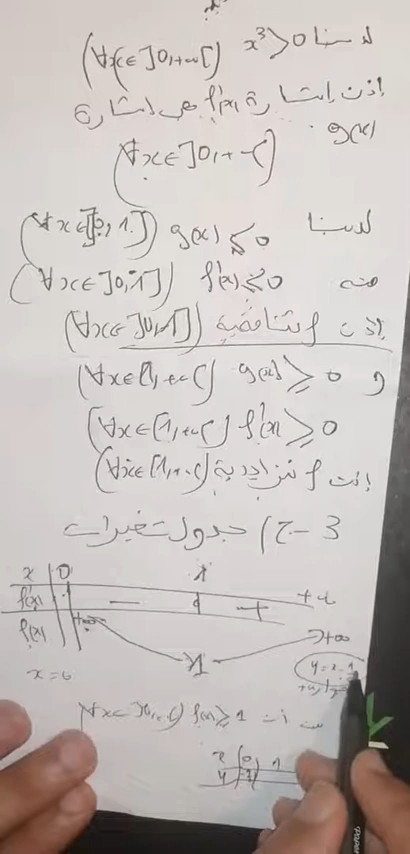 لدينا x³>0 (∀x∈]0,+∞[)
إذن إشارة f'(x) هي إشارة
g(x)
(∀x∈]0,+∞[)
لدينا g(x) ⩽ 0 (∀x∈]0,1])
منه f'(x) ⩽ 0 (∀x∈]0,1])
إذن f تناقصية (∀x∈]0,1])
و g(x) ⩾ 0 (∀x∈[1,+∞[)
f'(x) ⩾ 0 (∀x∈[1,+∞[)
إذن f تزايدية (∀x∈[1,+∞[)
3 - ج) جدول تغيرات
x 0 1 +∞
f'(x) - 0 +
f(x) +∞ 1 +∞
x=0
f(x) ⩾ 1
x 0 1
y